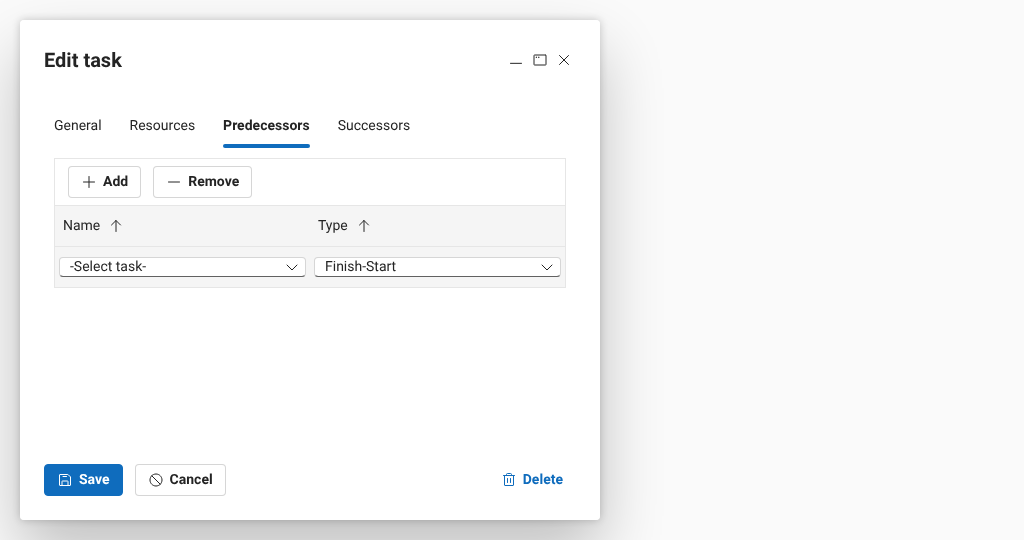 Edit task
General Resources Predecessors Successors
Add Remove
Name Type
-Select task- Finish-Start
Save Cancel Delete